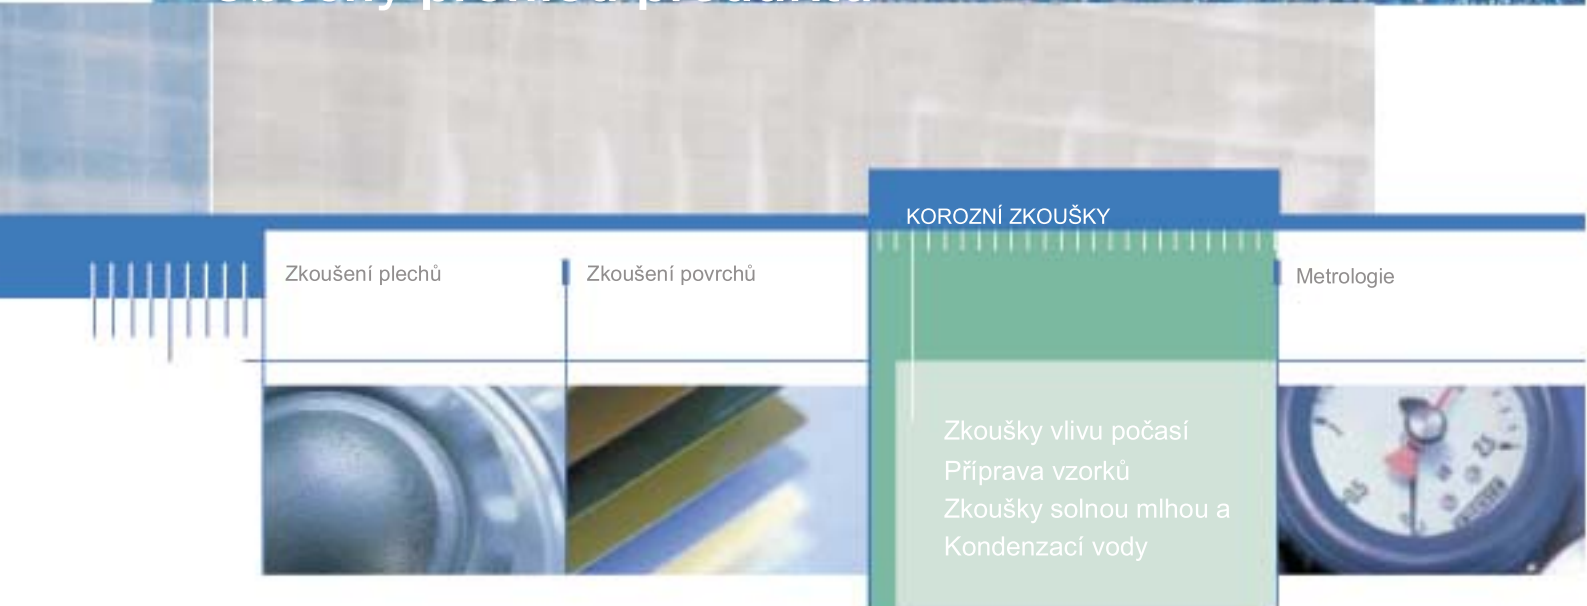 KOROZNÍ ZKOUŠKY
Zkoušení plechů
Zkoušení povrchů
Metrologie
Zkoušky vlivu počasí
Příprava vzorků
Zkoušky solnou mlhou a
Kondenzací vody